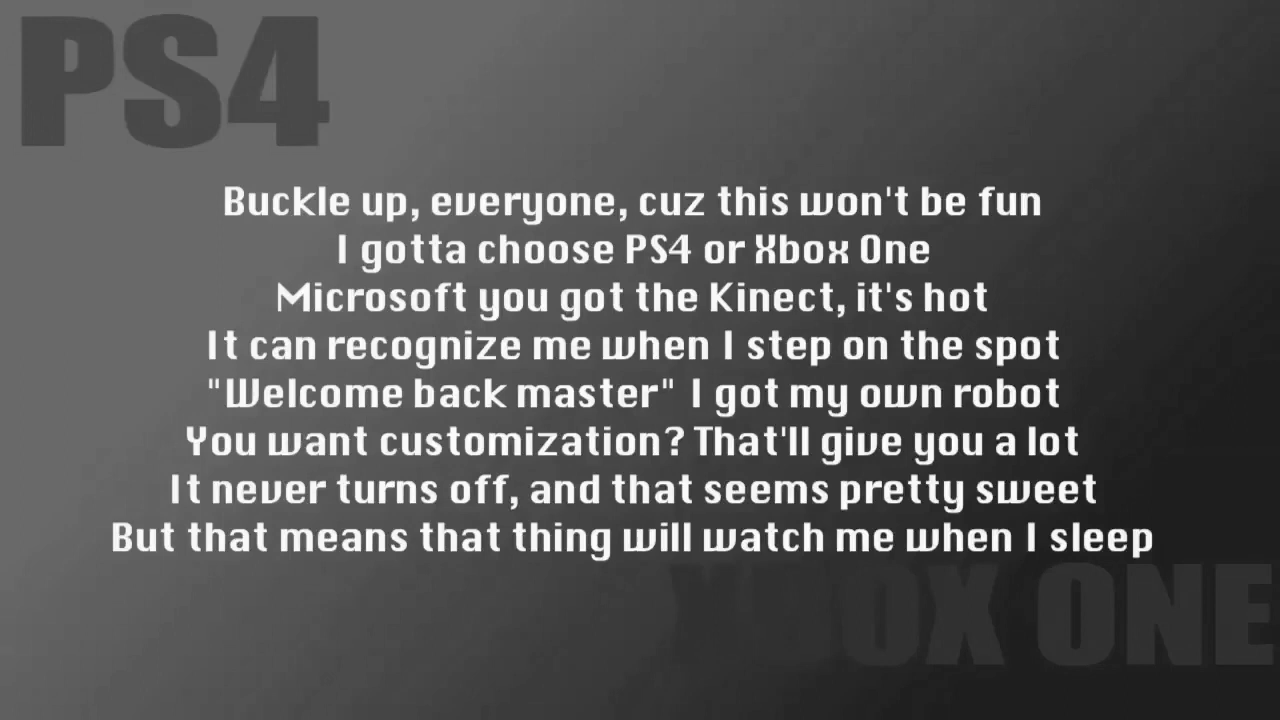 PS4
Buckle up, everyone, cuz this won't be fun
I gotta choose PS4 or Xbox One
Microsoft you got the Kinect, it's hot
It can recognize me when I step on the spot
"Welcome back master" I got my own robot
You want customization? That'll give you a lot
It never turns off, and that seems pretty sweet
But that means that thing will watch me when I sleep
XBOX ONE